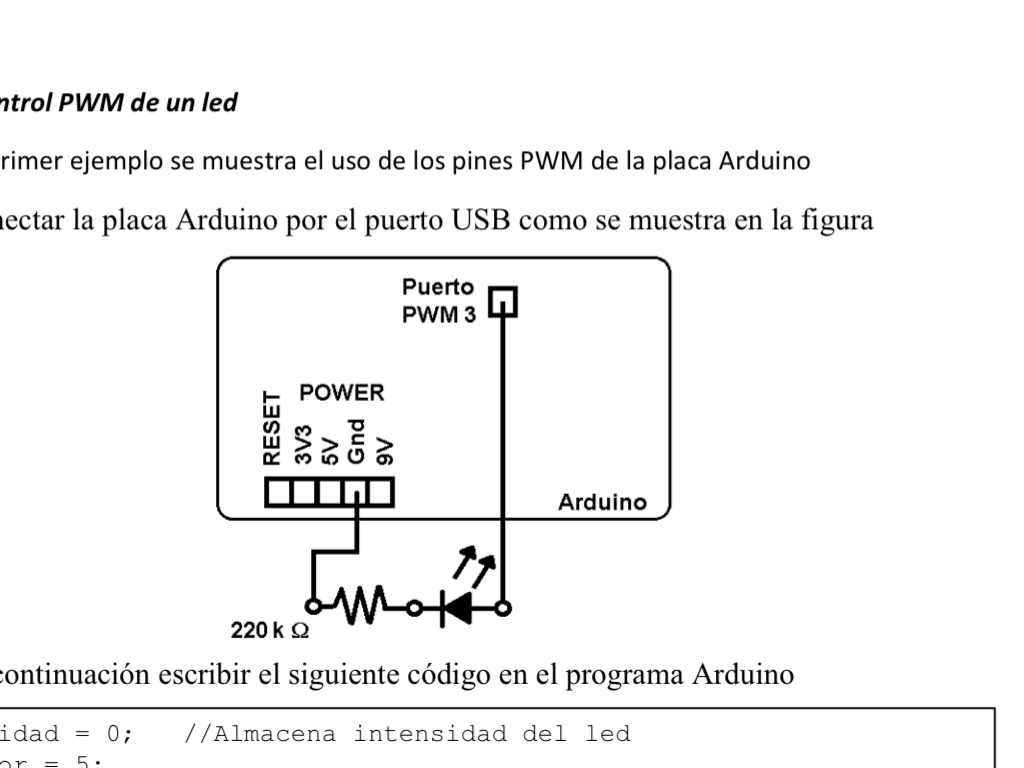 ntrol PWM de un led
rimer ejemplo se muestra el uso de los pines PWM de la placa Arduino
nectar la placa Arduino por el puerto USB como se muestra en la figura
Puerto
PWM 3
POWER
RESET
3V3
5V
Gnd
9V
Arduino
220 k Ω
continuación escribir el siguiente código en el programa Arduino
idad = 0;   //Almacena intensidad del led
or = 5;